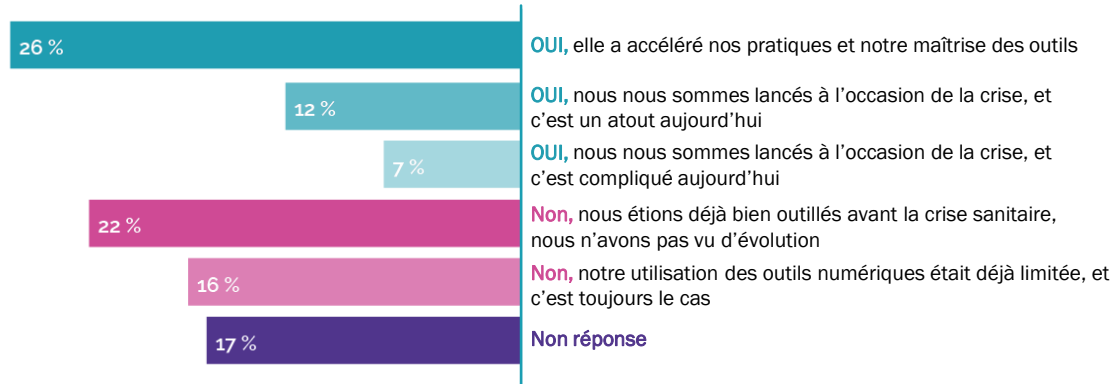 26 %
OUI, elle a accéléré nos pratiques et notre maîtrise des outils
12 %
OUI, nous nous sommes lancés à l’occasion de la crise, et
c’est un atout aujourd’hui
7 %
OUI, nous nous sommes lancés à l’occasion de la crise, et
c’est compliqué aujourd’hui
22 %
Non, nous étions déjà bien outillés avant la crise sanitaire,
nous n’avons pas vu d’évolution
16 %
Non, notre utilisation des outils numériques était déjà limitée, et
c’est toujours le cas
17 %
Non réponse